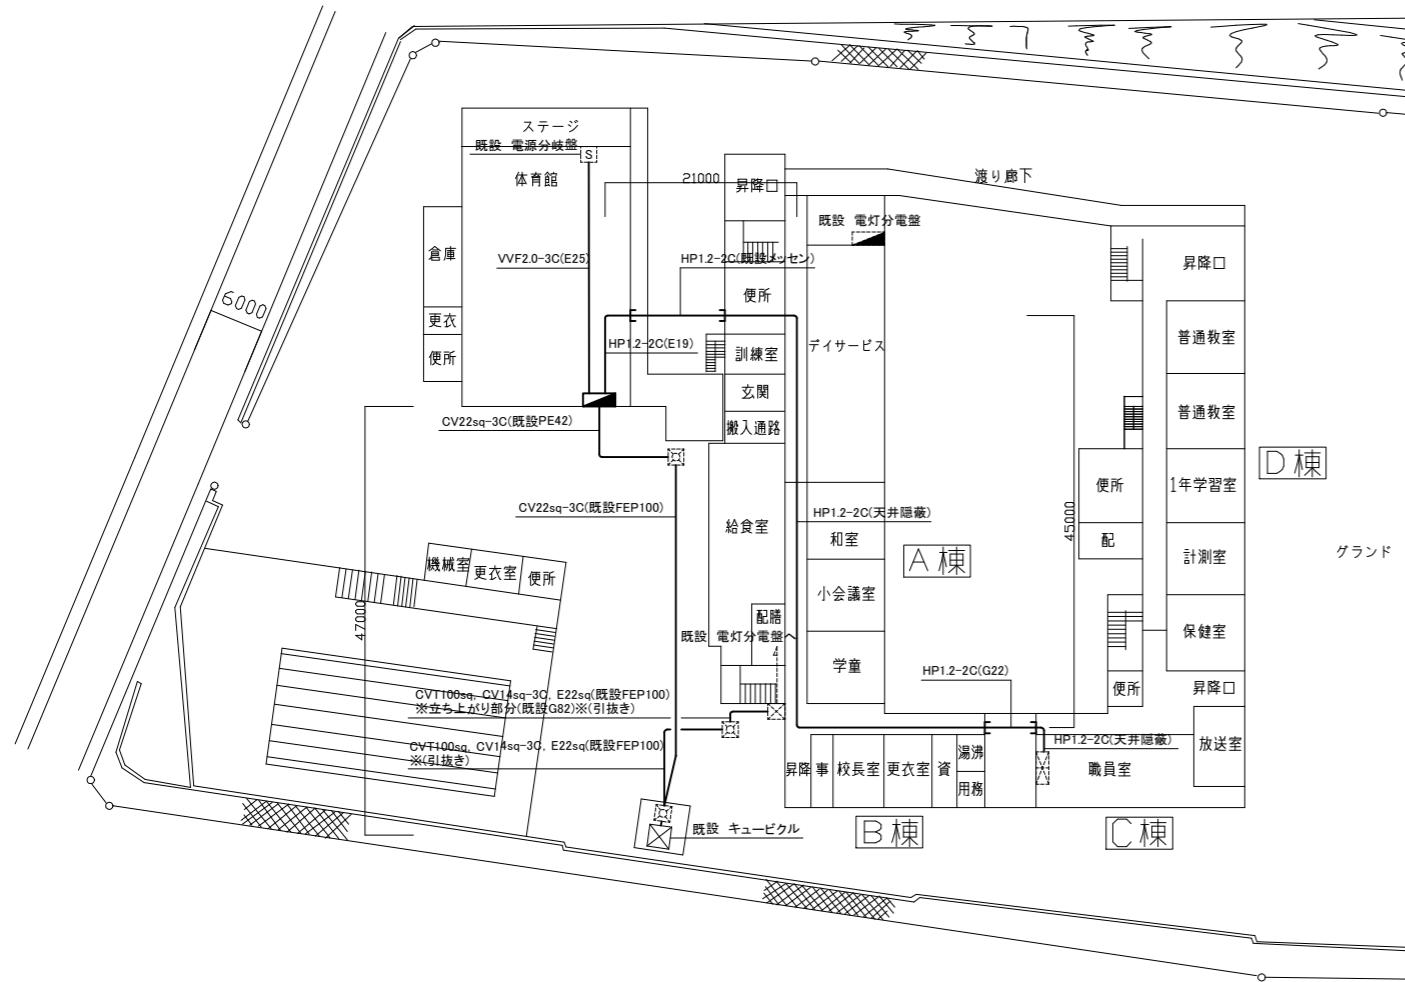 ステージ
既設 電源分岐盤
S
体育館
21000
昇降口
渡り廊下
既設 電灯分電盤
倉庫
VVF2.0-3C(E25)
HP1.2-2C(既設メッセン)
昇降口
6000
便所
更衣
便所
HP1.2-2C(E19)
訓練室
デイサービス
普通教室
玄関
CV22sq-3C(既設PE42)
搬入通路
普通教室
D棟
CV22sq-3C(既設FEP100)
給食室
HP1.2-2C(天井隠蔽)
45000
便所
1年学習室
和室
A棟
配
計測室
グランド
機械室
更衣室
便所
小会議室
47000
配膳
既設 電灯分電盤へ
保健室
学童
HP1.2-2C(G22)
便所
昇降口
CVT100sq, CV14sq-3C, E22sq(既設FEP100)
※立ち上がり部分(既設G82)※(引抜き)
CVT100sq, CV14sq-3C, E22sq(既設FEP100)
※(引抜き)
HP1.2-2C(天井隠蔽)
放送室
昇降
事
校長室
更衣室
資
湯沸
用務
職員室
既設 キュービクル
B棟
C棟